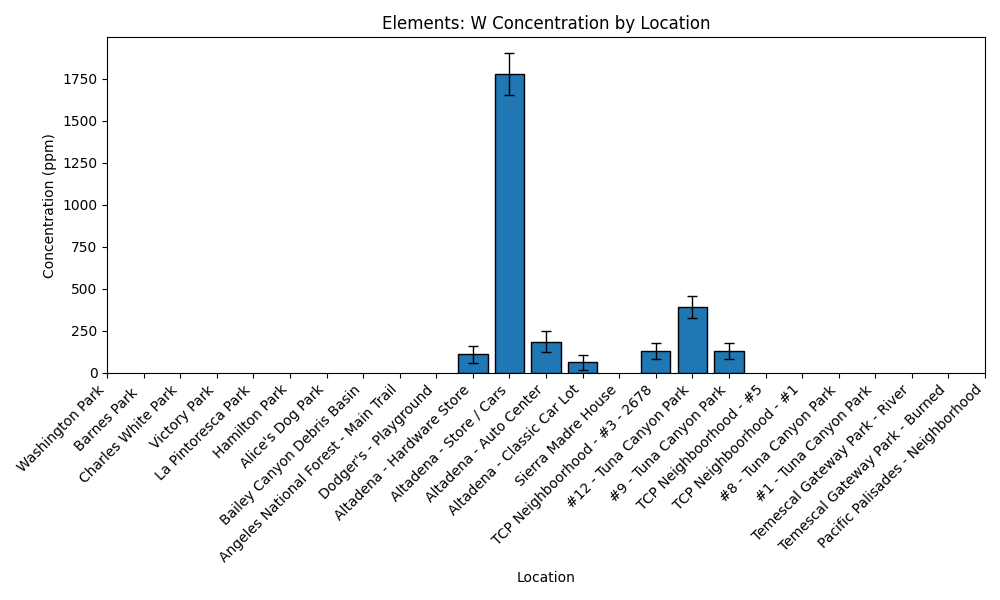 Elements: W Concentration by Location
Concentration (ppm)
1750
1500
1250
1000
750
500
250
0
Washington Park
Barnes Park
Charles White Park
Victory Park
La Pintoresca Park
Hamilton Park
Alice's Dog Park
Bailey Canyon Debris Basin
Angeles National Forest - Main Trail
Dodger's - Playground
Altadena - Hardware Store
Altadena - Store / Cars
Altadena - Auto Center
Altadena - Classic Car Lot
Sierra Madre House
TCP Neighboorhood - #3 - 2678
#12 - Tuna Canyon Park
#9 - Tuna Canyon Park
TCP Neighboorhood - #5
TCP Neighboorhood - #1
#8 - Tuna Canyon Park
#1 - Tuna Canyon Park
Temescal Gateway Park - River
Temescal Gateway Park - Burned
Pacific Palisades - Neighborhood
Location